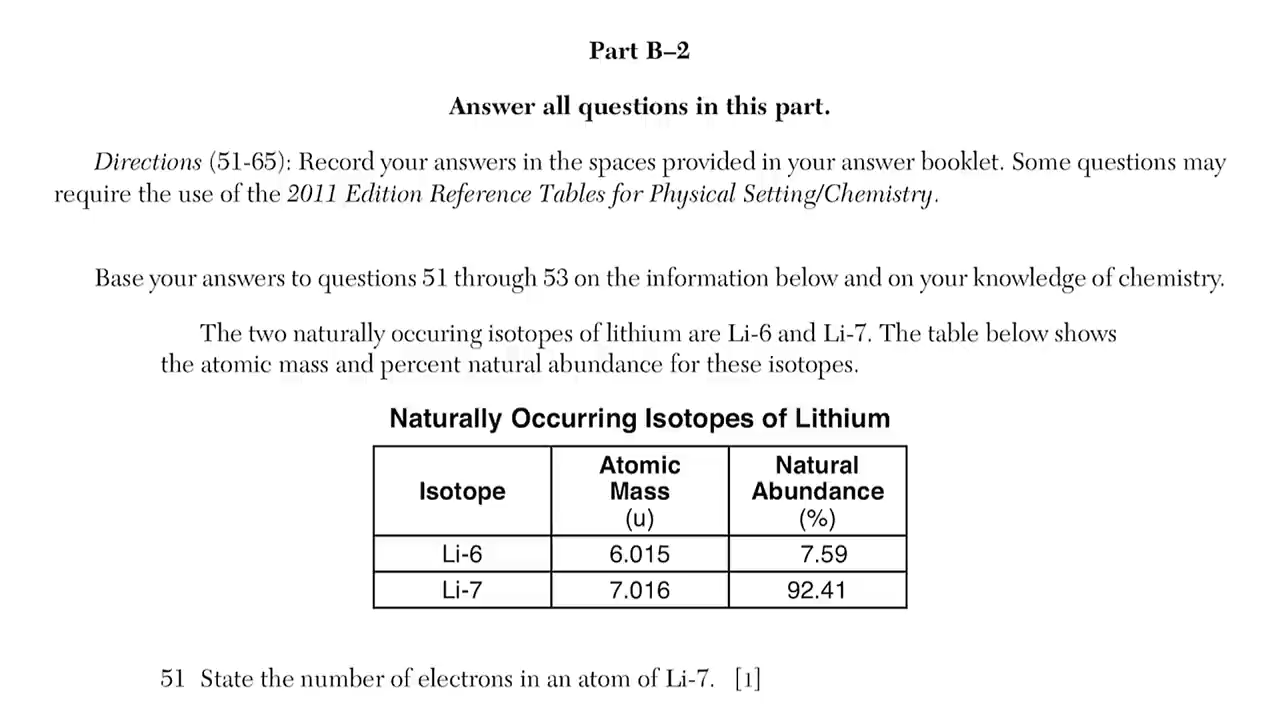 Part B–2
Answer all questions in this part.
Directions (51-65): Record your answers in the spaces provided in your answer booklet. Some questions may
require the use of the 2011 Edition Reference Tables for Physical Setting/Chemistry.
Base your answers to questions 51 through 53 on the information below and on your knowledge of chemistry.
The two naturally occuring isotopes of lithium are Li-6 and Li-7. The table below shows
the atomic mass and percent natural abundance for these isotopes.
Naturally Occurring Isotopes of Lithium
Isotope Atomic Mass (u) Natural Abundance (%)
Li-6 6.015 7.59
Li-7 7.016 92.41
51 State the number of electrons in an atom of Li-7. [1]